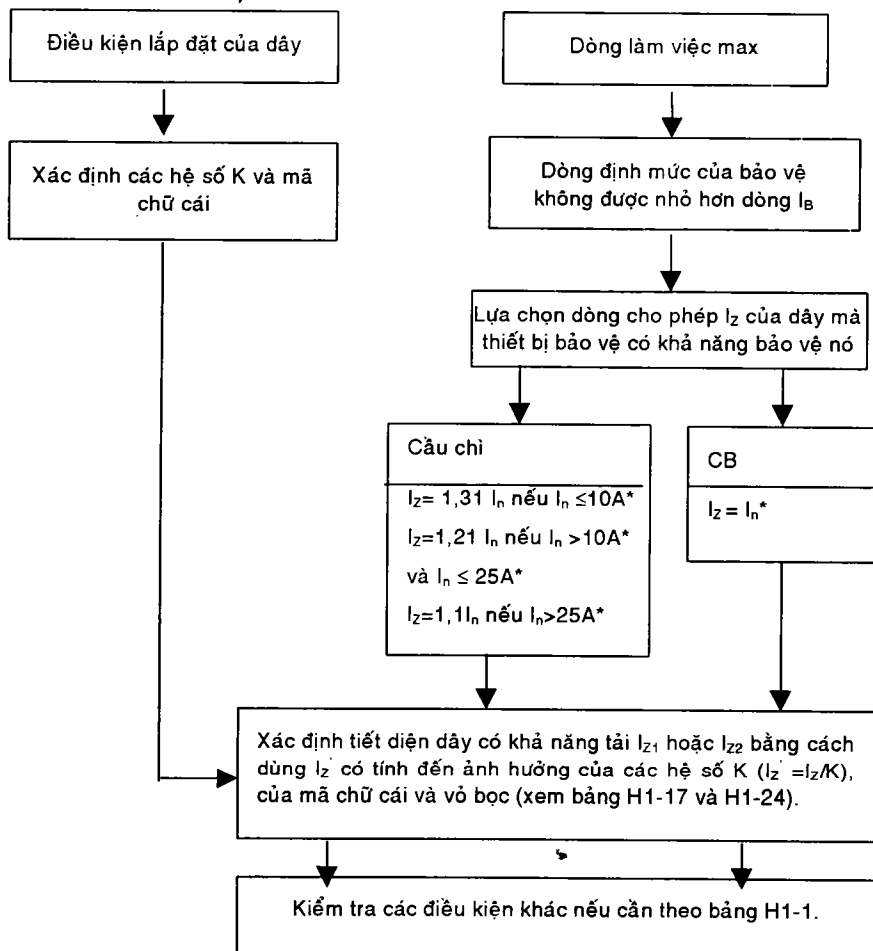 Điều kiện lắp đặt của dây
Dòng làm việc max
Xác định các hệ số K và mã
chữ cái
Dòng định mức của bảo vệ
không được nhỏ hơn dòng I_B
Lựa chọn dòng cho phép I_Z của dây mà
thiết bị bảo vệ có khả năng bảo vệ nó
Cầu chì
I_Z= 1,31 I_n nếu I_n ≤10A*
I_Z=1,21 I_n nếu I_n >10A*
và I_n ≤ 25A*
I_Z=1,1I_n nếu I_n>25A*
CB
I_Z = I_n*
Xác định tiết diện dây có khả năng tải I_Z1 hoặc I_Z2 bằng cách
dùng I_Z' có tính đến ảnh hưởng của các hệ số K (I_Z' =I_Z/K),
của mã chữ cái và vỏ bọc (xem bảng H1-17 và H1-24).
Kiểm tra các điều kiện khác nếu cần theo bảng H1-1.